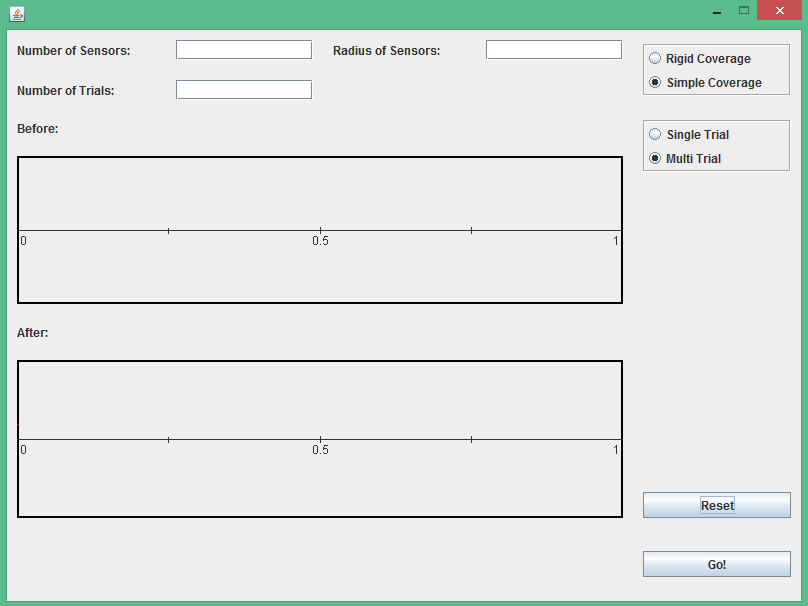 Number of Sensors:
Radius of Sensors:
Rigid Coverage
Simple Coverage
Number of Trials:
Before:
Single Trial
Multi Trial
0 0.5 1
After:
0 0.5 1
Reset
Go!